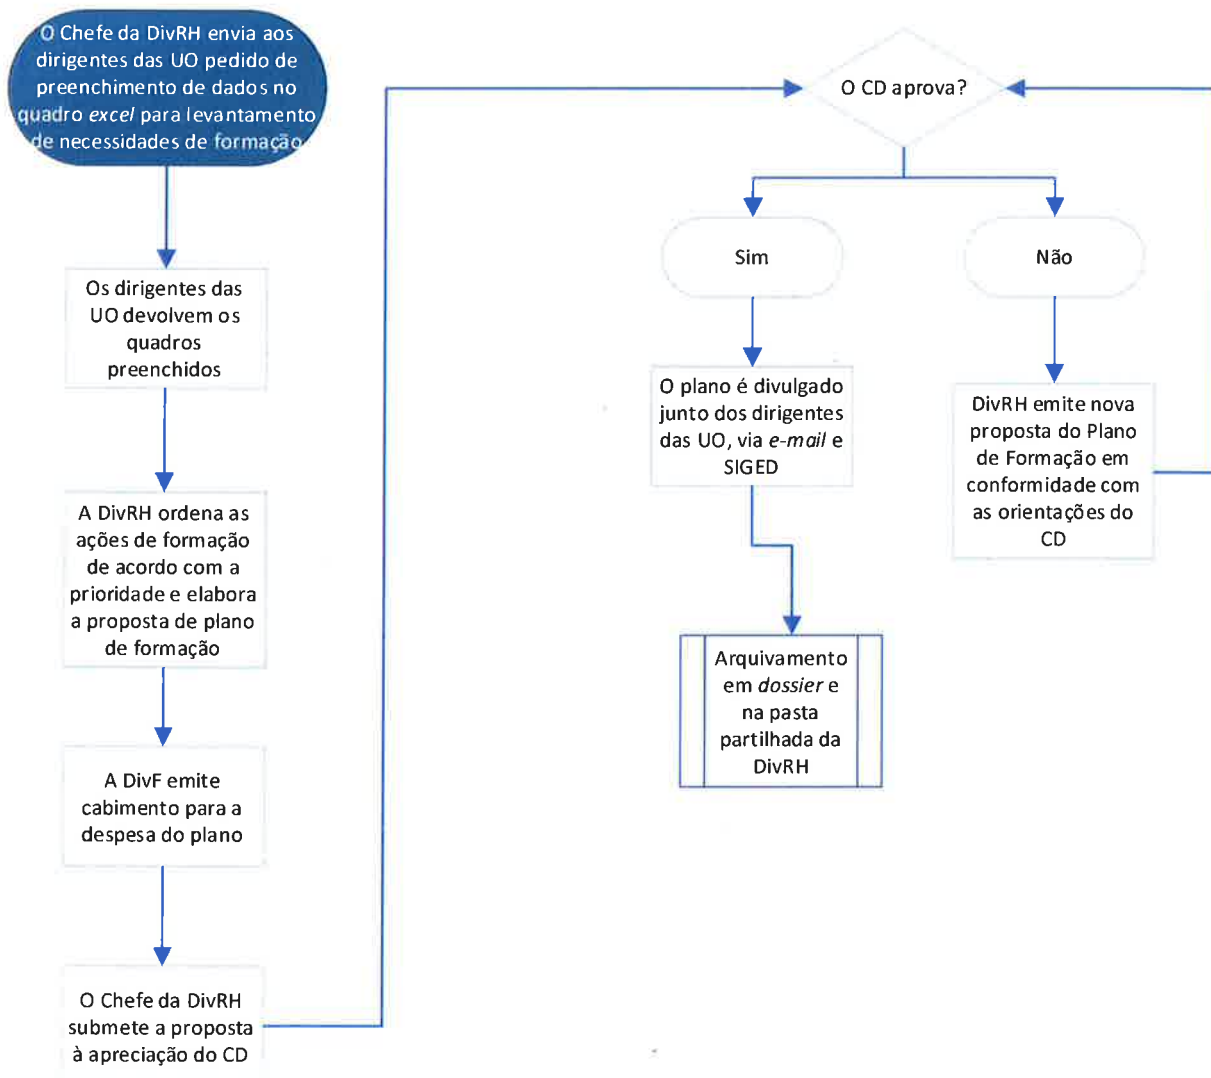 O Chefe da DivRH envia aos
dirigentes das UO pedido de
preenchimento de dados no
quadro excel para levantamento
de necesidades de formação
Os dirigentes das
UO devolvem os
quadros
preenchidos
A DivRH ordena as
ações de formação
de acordo com a
prioridade e elabora
a proposta de plano
de formação
A DivF emite
cabimento para a
despesa do plano
O Chefe da DivRH
submete a proposta
à apreciação do CD
O CD aprova?
Sim
Não
O plano é divulgado
junto dos dirigentes
das UO, via e-mail e
SIGED
DivRH emite nova
proposta do Plano
de Formação em
conformidade com
as orientações do
CD
Arquivamento
em dossier e
na pasta
partilhada da
DivRH